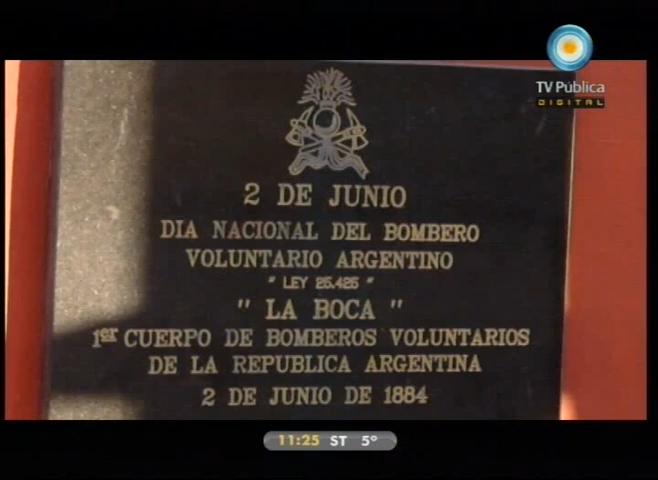 TV Pública
DIGITAL
2 DE JUNIO
DIA NACIONAL DEL BOMBERO
VOLUNTARIO ARGENTINO
" LEY 25.425 "
" LA BOCA "
1er CUERPO DE BOMBEROS VOLUNTARIOS
DE LA REPUBLICA ARGENTINA
2 DE JUNIO DE 1884
11:25 ST 5°